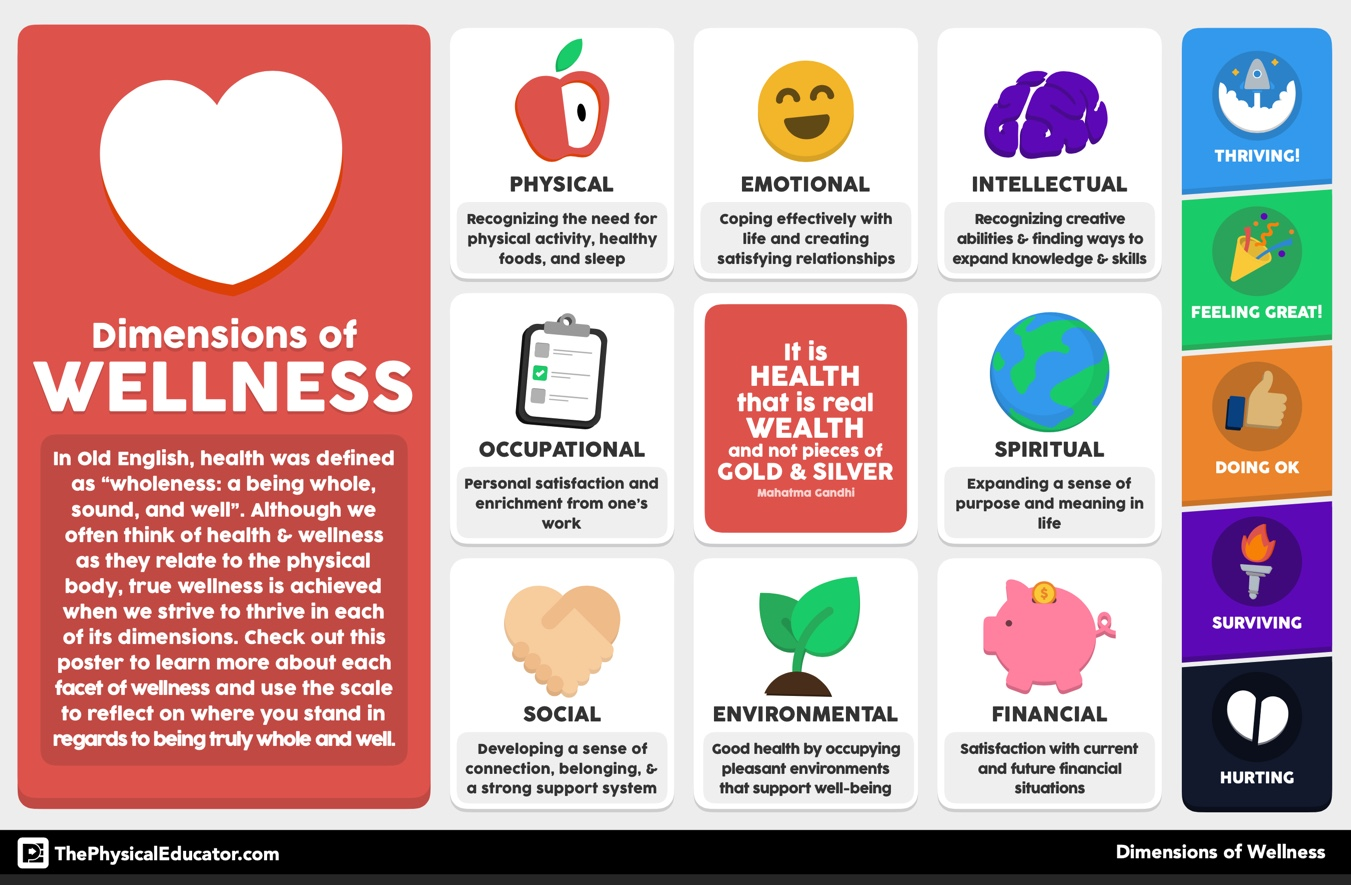 Dimensions of
WELLNESS
In Old English, health was defined
as “wholeness: a being whole,
sound, and well”. Although we
often think of health & wellness
as they relate to the physical
body, true wellness is achieved
when we strive to thrive in each
of its dimensions. Check out this
poster to learn more about each
facet of wellness and use the scale
to reflect on where you stand in
regards to being truly whole and well.
PHYSICAL
Recognizing the need for
physical activity, healthy
foods, and sleep
EMOTIONAL
Coping effectively with
life and creating
satisfying relationships
INTELLECTUAL
Recognizing creative
abilities & finding ways to
expand knowledge & skills
OCCUPATIONAL
Personal satisfaction and
enrichment from one's
work
It is
HEALTH
that is real
WEALTH
and not pieces of
GOLD & SILVER
Mahatma Gandhi
SPIRITUAL
Expanding a sense of
purpose and meaning in
life
SOCIAL
Developing a sense of
connection, belonging, &
a strong support system
ENVIRONMENTAL
Good health by occupying
pleasant environments
that support well-being
$
FINANCIAL
Satisfaction with current
and future financial
situations
THRIVING!
FEELING GREAT!
DOING OK
SURVIVING
HURTING
ThePhysicalEducator.com
Dimensions of Wellness